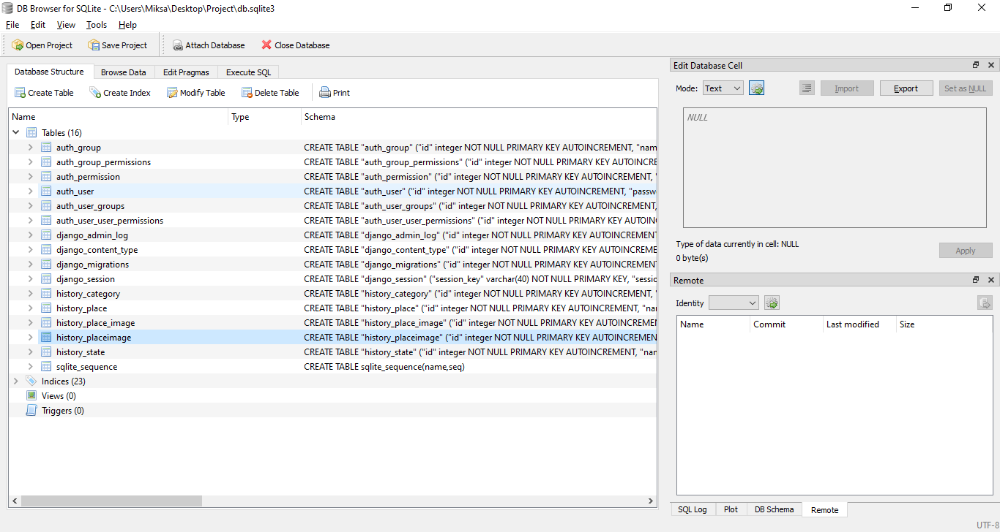 DB Browser for SQLite - C:\Users\Miksa\Desktop\Project\db.sqlite3
File Edit View Tools Help
Open Project Save Project Attach Database Close Database
Database Structure Browse Data Edit Pragmas Execute SQL
Create Table Create Index Modify Table Delete Table Print
Name Type Schema
Tables (16)
auth_group CREATE TABLE "auth_group" ("id" integer NOT NULL PRIMARY KEY AUTOINCREMENT, "nam
auth_group_permissions CREATE TABLE "auth_group_permissions" ("id" integer NOT NULL PRIMARY KEY AUTOINCRE
auth_permission CREATE TABLE "auth_permission" ("id" integer NOT NULL PRIMARY KEY AUTOINCREMENT, "
auth_user CREATE TABLE "auth_user" ("id" integer NOT NULL PRIMARY KEY AUTOINCREMENT, "passw
auth_user_groups CREATE TABLE "auth_user_groups" ("id" integer NOT NULL PRIMARY KEY AUTOINCREMENT,
auth_user_user_permissions CREATE TABLE "auth_user_user_permissions" ("id" integer NOT NULL PRIMARY KEY AUTOIN
django_admin_log CREATE TABLE "django_admin_log" ("id" integer NOT NULL PRIMARY KEY AUTOINCREMENT
django_content_type CREATE TABLE "django_content_type" ("id" integer NOT NULL PRIMARY KEY AUTOINCREME
django_migrations CREATE TABLE "django_migrations" ("id" integer NOT NULL PRIMARY KEY AUTOINCREMENT
django_session CREATE TABLE "django_session" ("session_key" varchar(40) NOT NULL PRIMARY KEY, "sessic
history_category CREATE TABLE "history_category" ("id" integer NOT NULL PRIMARY KEY AUTOINCREMENT, "
history_place CREATE TABLE "history_place" ("id" integer NOT NULL PRIMARY KEY AUTOINCREMENT, "nai
history_place_image CREATE TABLE "history_place_image" ("id" integer NOT NULL PRIMARY KEY AUTOINCREME
history_placeimage CREATE TABLE "history_placeimage" ("id" integer NOT NULL PRIMARY KEY AUTOINCREMEN
history_state CREATE TABLE "history_state" ("id" integer NOT NULL PRIMARY KEY AUTOINCREMENT, "nar
sqlite_sequence CREATE TABLE sqlite_sequence(name,seq)
Indices (23)
Views (0)
Triggers (0)
Edit Database Cell
Mode: Text Import Export Set as NULL
NULL
Type of data currently in cell: NULL
0 byte(s)
Apply
Remote
Identity
Name Commit Last modified Size
SQL Log Plot DB Schema Remote
UTF-8